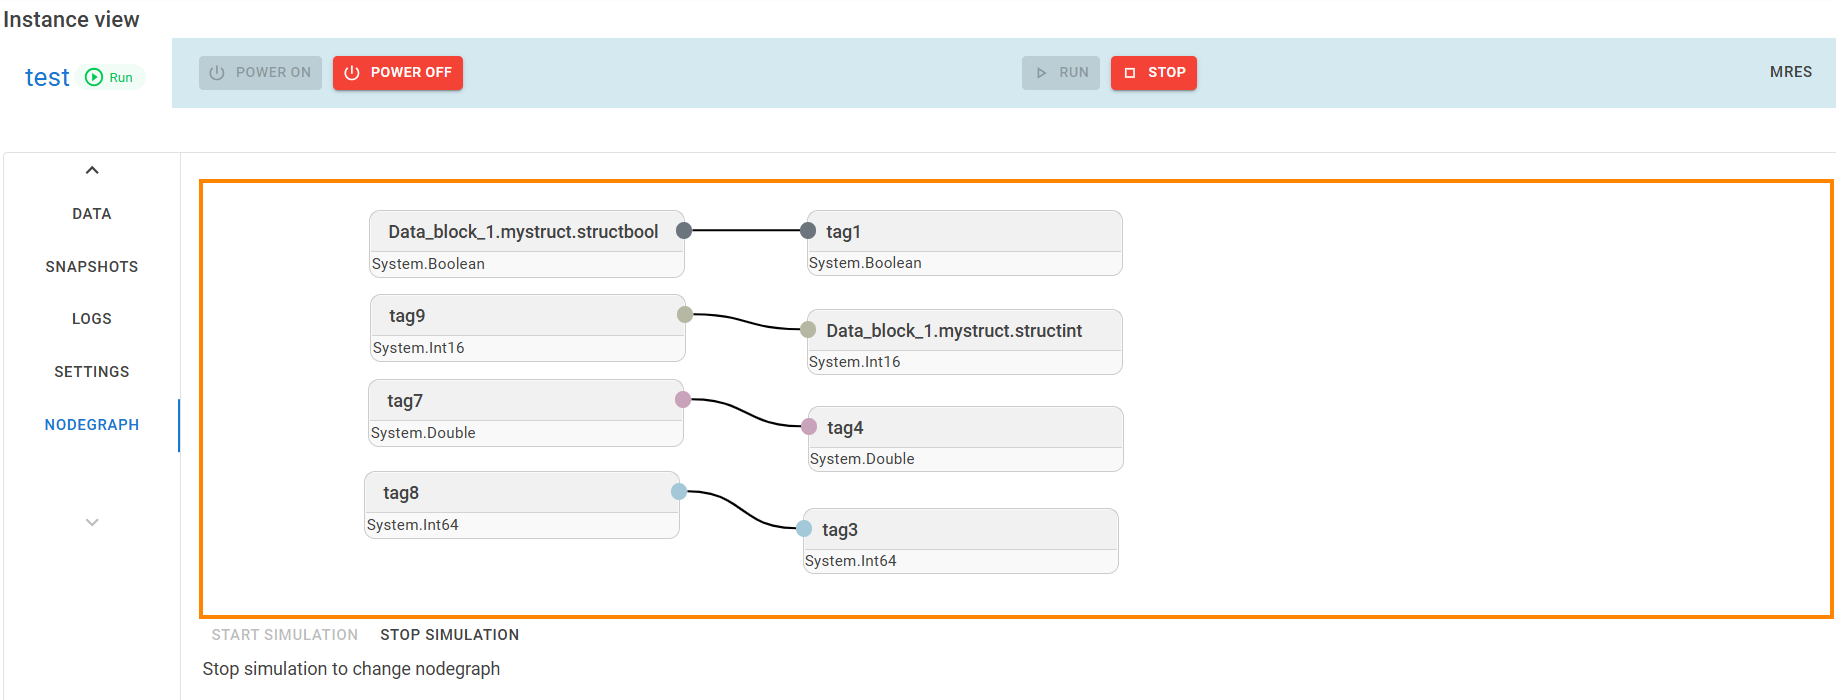 Instance view
test Run POWER ON POWER OFF RUN STOP MRES
DATA
SNAPSHOTS
LOGS
SETTINGS
NODEGRAPH
Data_block_1.mystruct.structbool
System.Boolean
tag1
System.Boolean
tag9
System.Int16
Data_block_1.mystruct.structint
System.Int16
tag7
System.Double
tag4
System.Double
tag8
System.Int64
tag3
System.Int64
START SIMULATION STOP SIMULATION
Stop simulation to change nodegraph